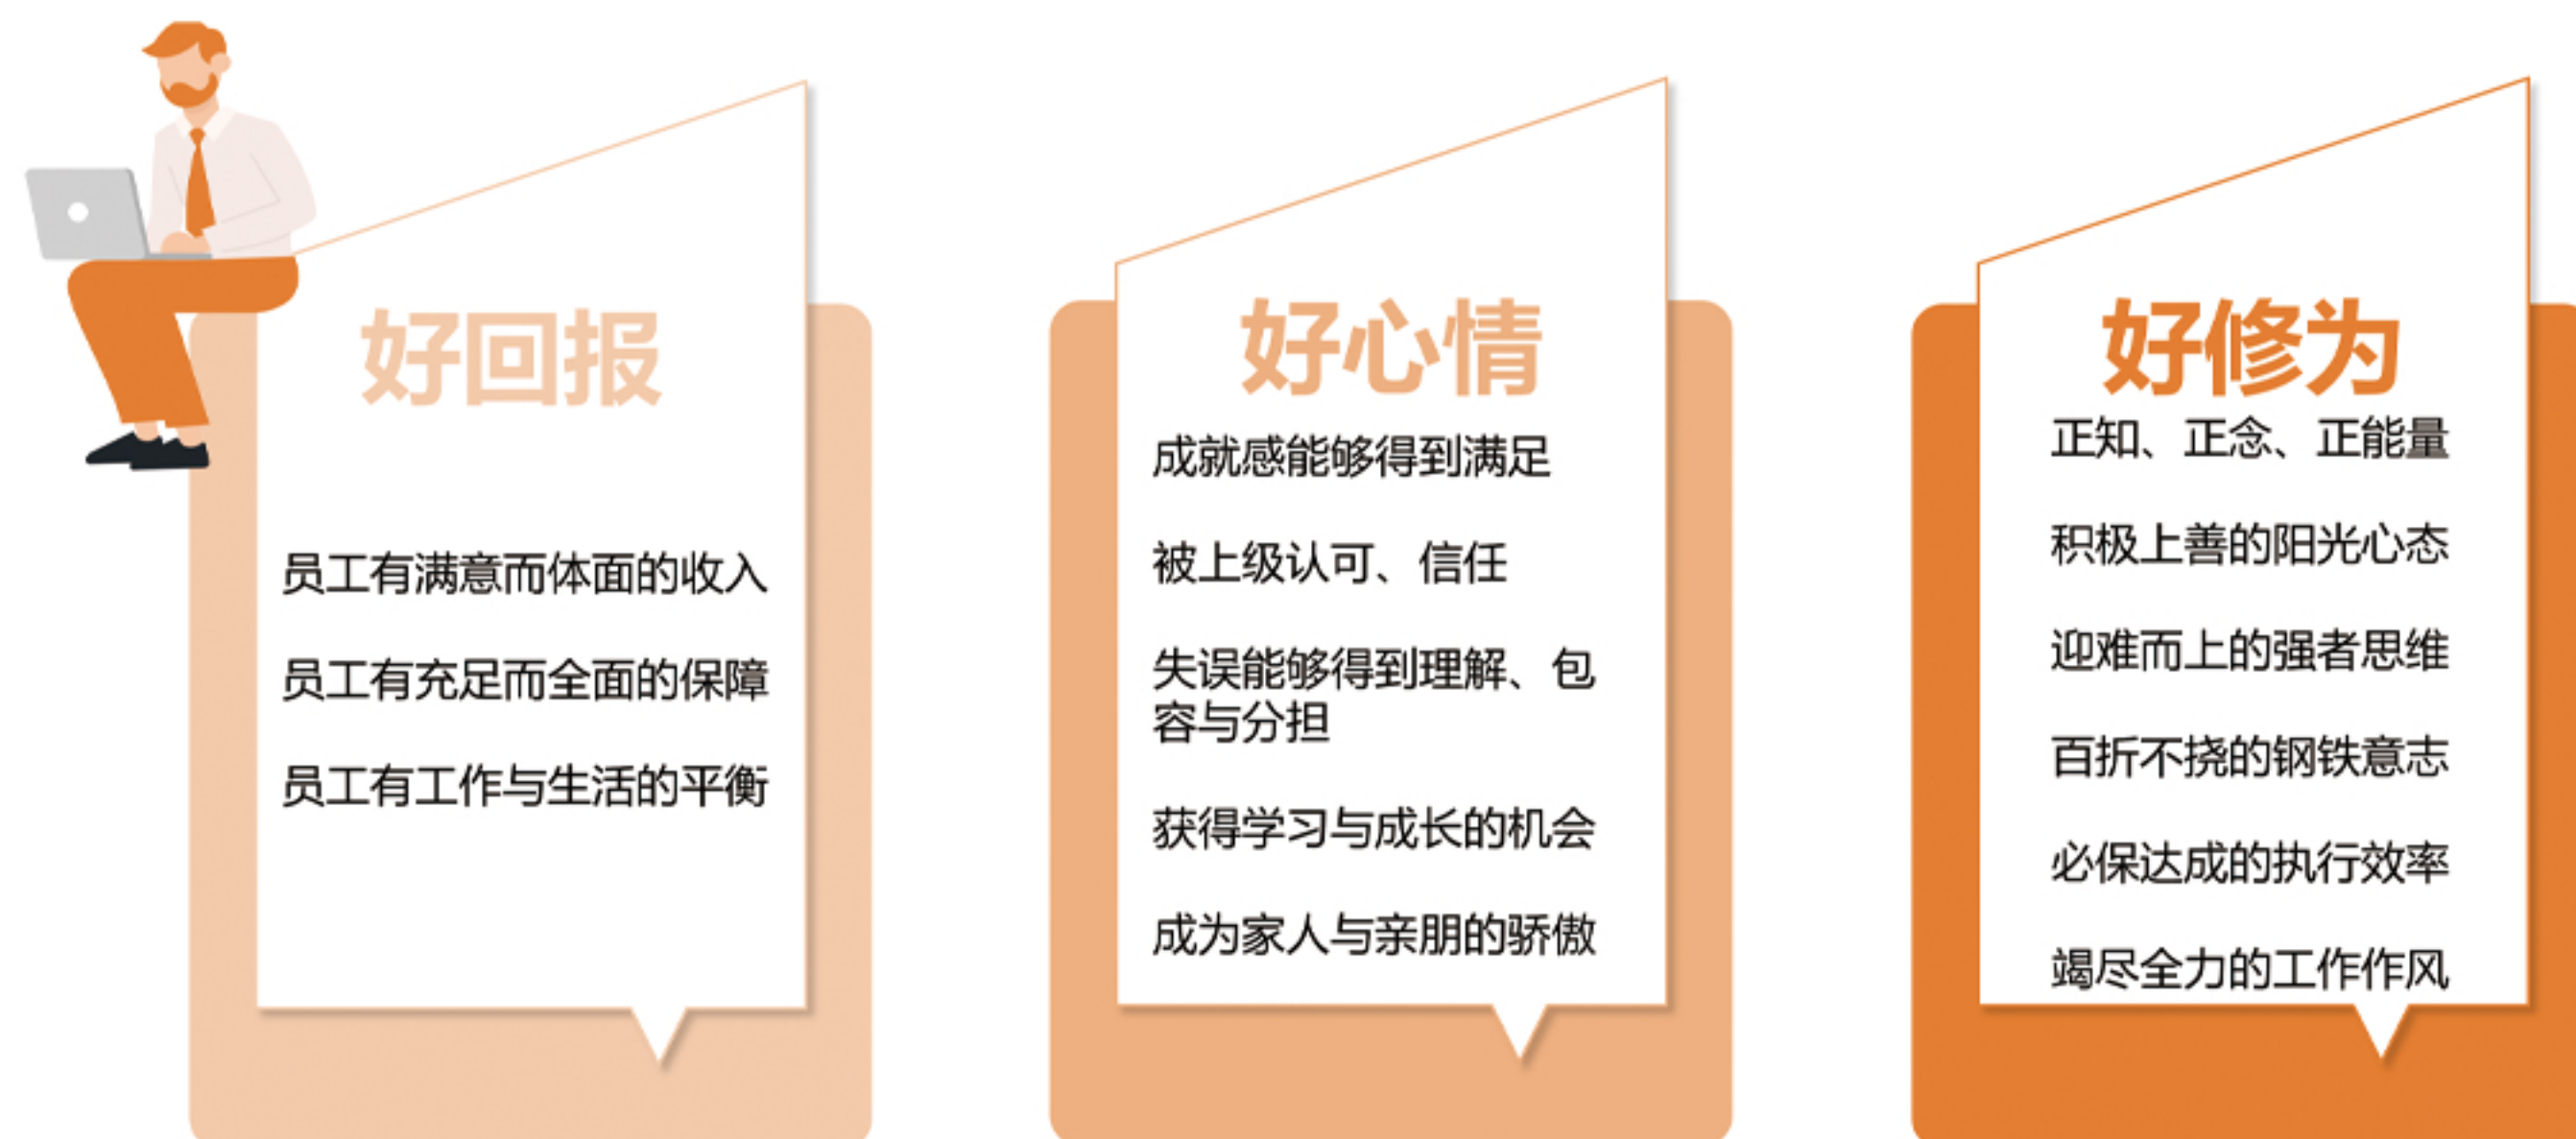 好回报
员工有满意而体面的收入
员工有充足而全面的保障
员工有工作与生活的平衡
好心情
成就感能够得到满足
被上级认可、信任
失误能够得到理解、包
容与分担
获得学习与成长的机会
成为家人与亲朋的骄傲
好修为
正知、正念、正能量
积极上善的阳光心态
迎难而上的强者思维
百折不挠的钢铁意志
必保达成的执行效率
竭尽全力的工作作风